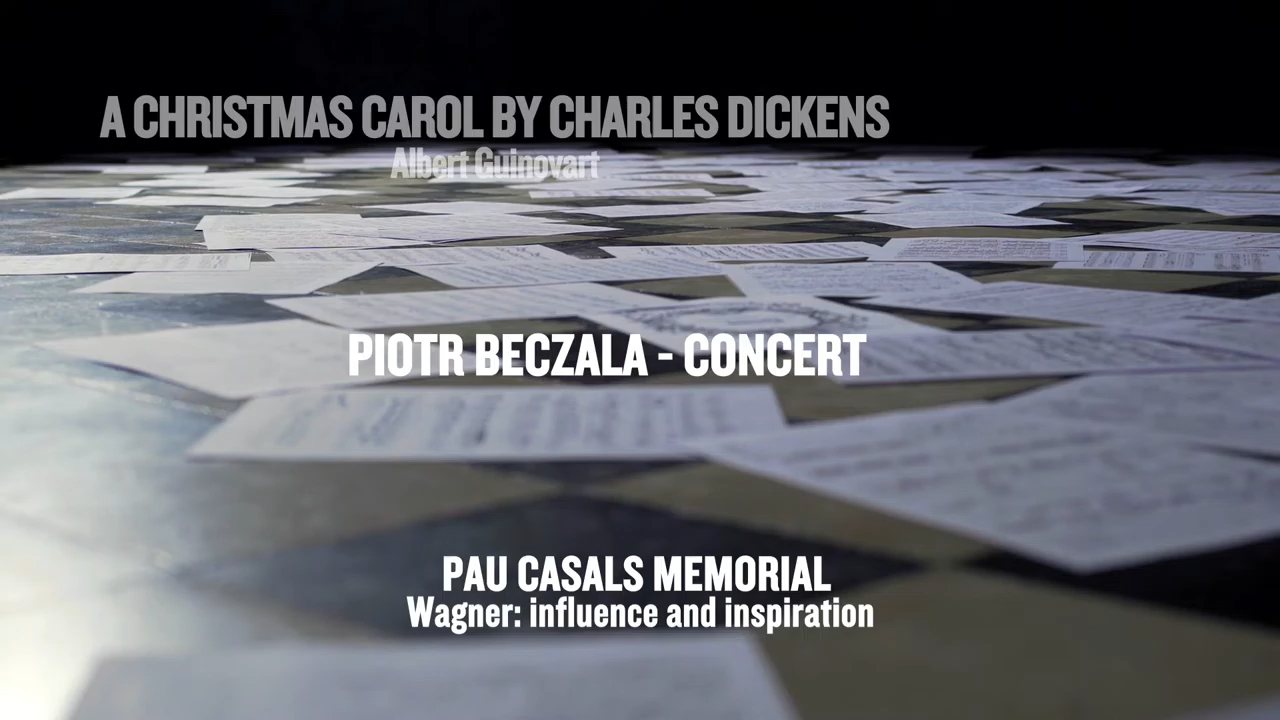 A CHRISTMAS CAROL BY CHARLES DICKENS
Albert Guinovart
PIOTR BECZALA - CONCERT
PAU CASALS MEMORIAL
Wagner: influence and inspiration